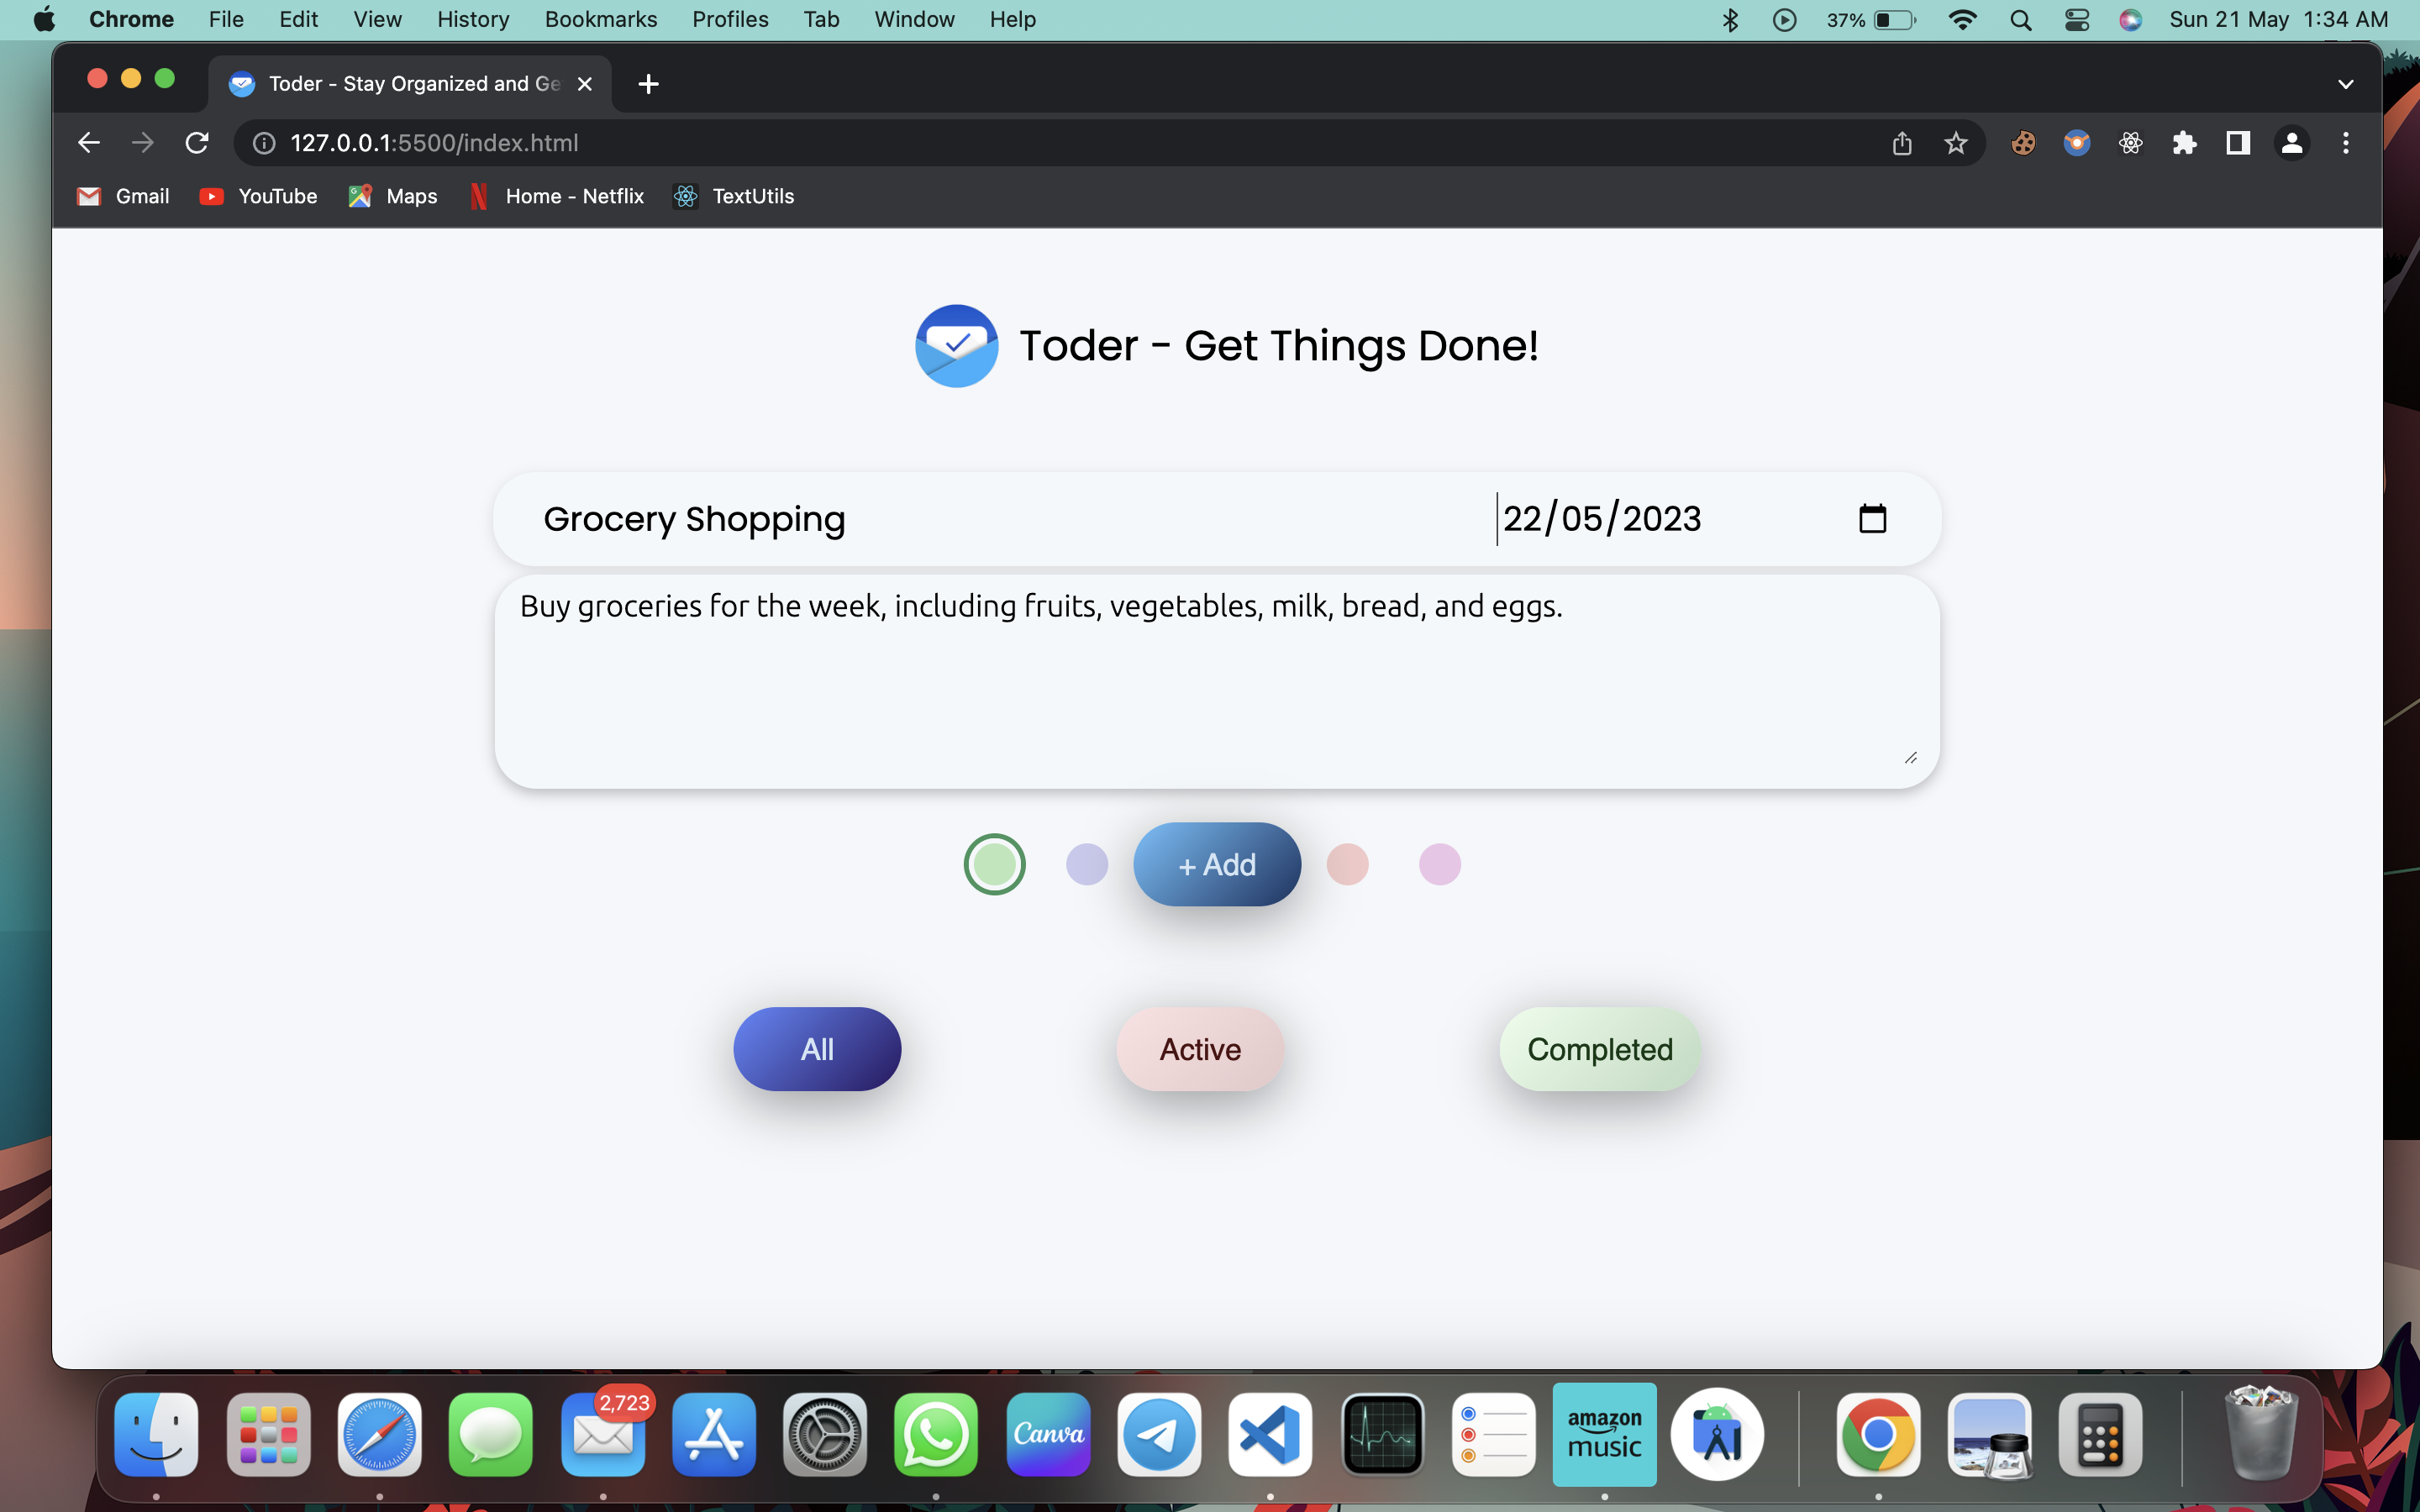 Chrome File Edit View History Bookmarks Profiles Tab Window Help 37% Sun 21 May 1:34 AM
Toder - Stay Organized and Ge
127.0.0.1:5500/index.html
Gmail YouTube Maps Home - Netflix TextUtils
Toder - Get Things Done!
Grocery Shopping 22/05/2023
Buy groceries for the week, including fruits, vegetables, milk, bread, and eggs.
+ Add
All Active Completed
2,723
Canva
amazon
music